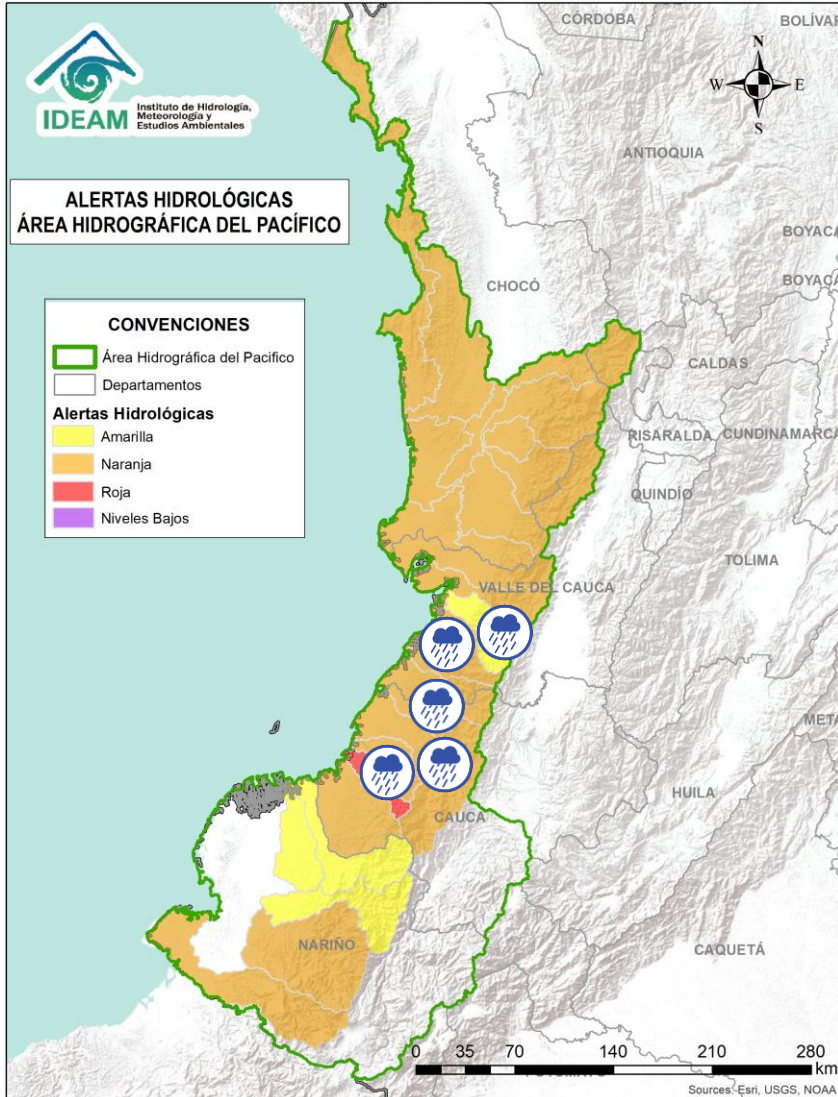 CÓRDOBA
BOLÍVAR
IDEAM
Instituto de Hidrología,
Meteorología y
Estudios Ambientales
N
W
E
S
ANTIOQUIA
ALERTAS HIDROLÓGICAS
ÁREA HIDROGRÁFICA DEL PACÍFICO
BOYACÁ
BOYACÁ
CHOCÓ
CONVENCIONES
Área Hidrográfica del Pacifico
Departamentos
Alertas Hidrológicas
Amarilla
Naranja
Roja
Niveles Bajos
CALDAS
RISARALDA
CUNDINAMARCA
QUINDÍO
TOLIMA
VALLE DEL CAUCA
META
HUILA
CAUCA
NARIÑO
CAQUETÁ
0 35 70 140 210 280
km
Sources: Esri, USGS, NOAA